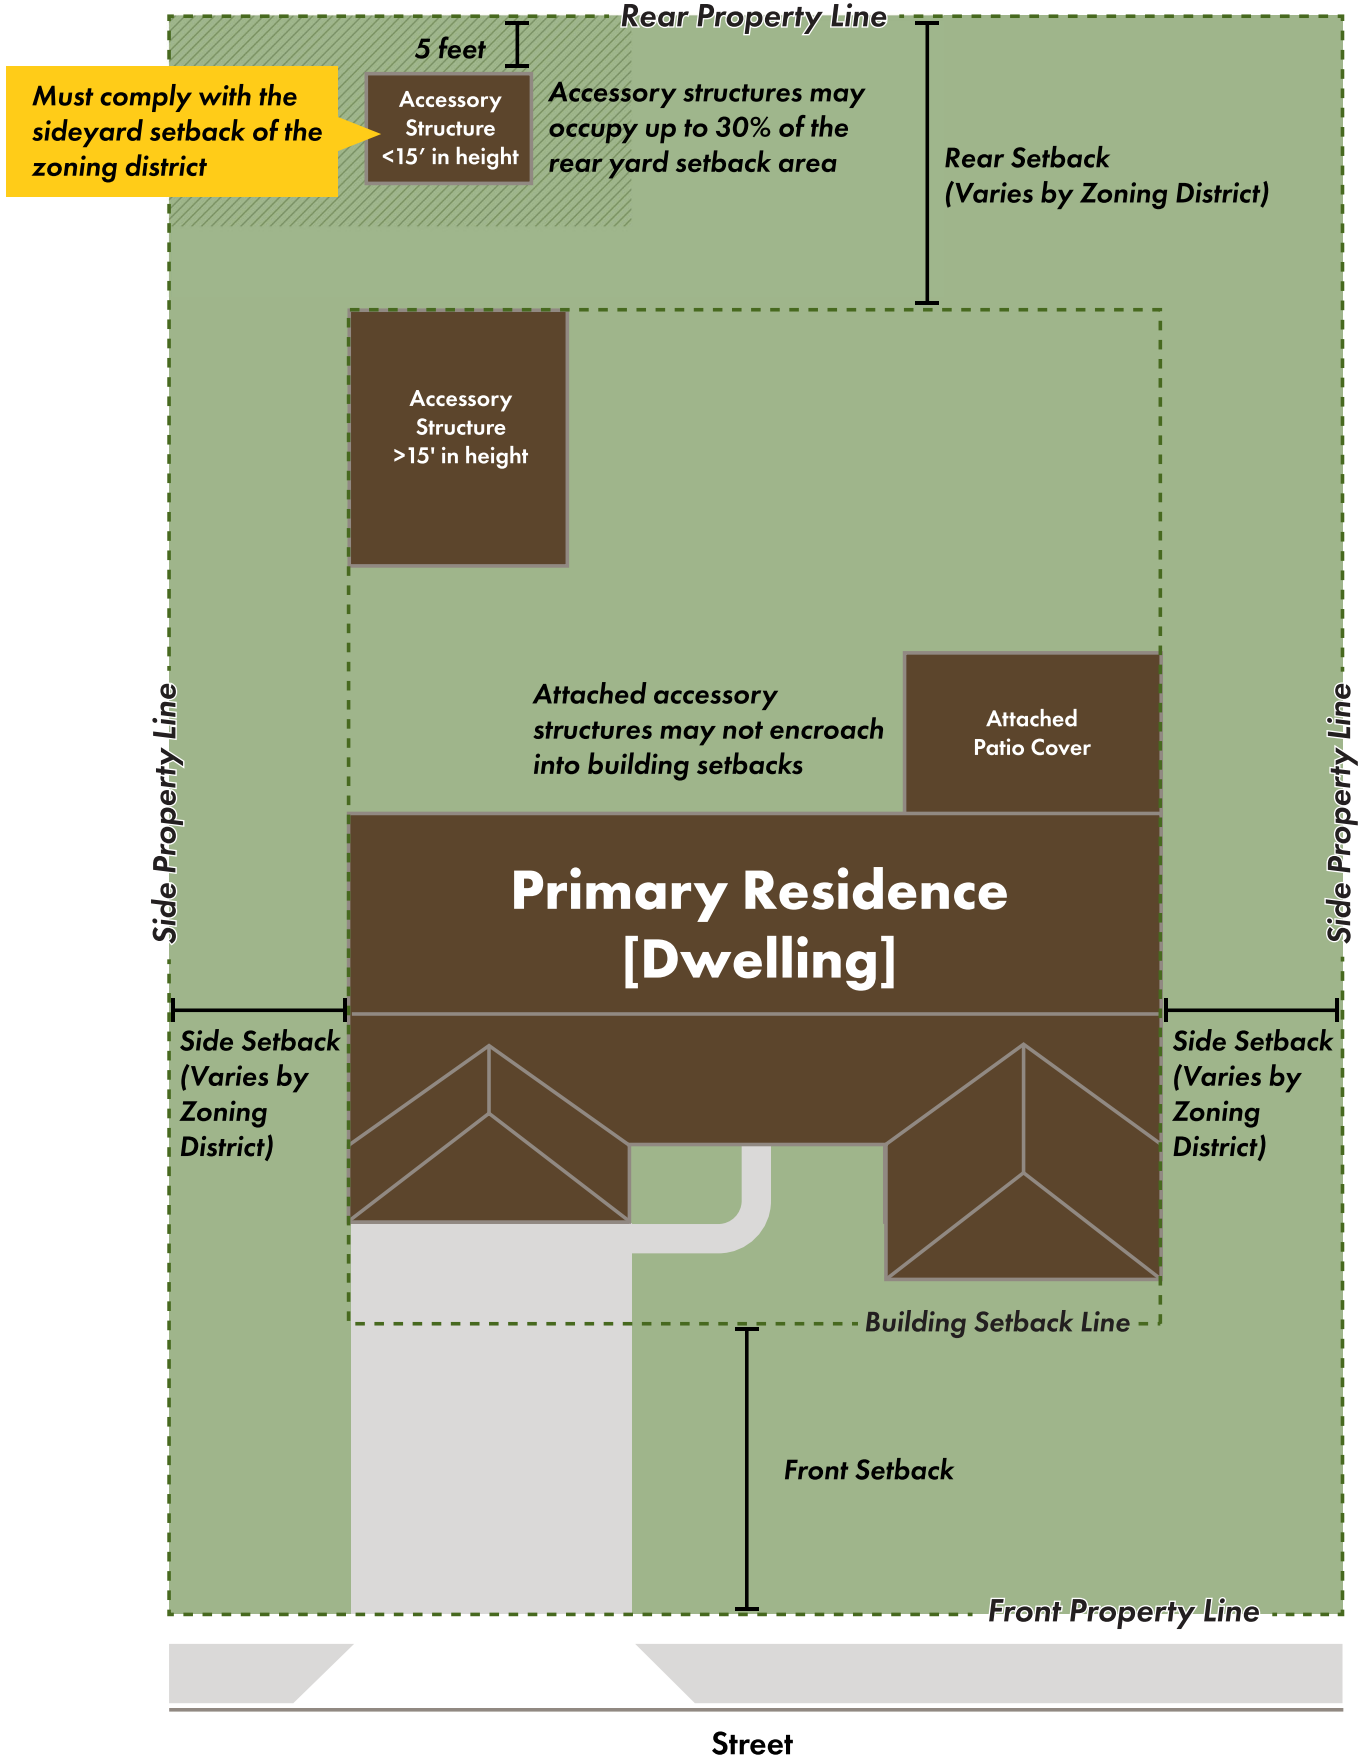 Rear Property Line
5 feet
Must comply with the
sideyard setback of the
zoning district
Accessory
Structure
<15’ in height
Accessory structures may
occupy up to 30% of the
rear yard setback area
Rear Setback
(Varies by Zoning District)
Accessory
Structure
>15' in height
Side Property Line
Attached accessory
structures may not encroach
into building setbacks
Attached
Patio Cover
Side Property Line
Primary Residence
[Dwelling]
Side Setback
(Varies by
Zoning
District)
Side Setback
(Varies by
Zoning
District)
Building Setback Line
Front Setback
Front Property Line
Street